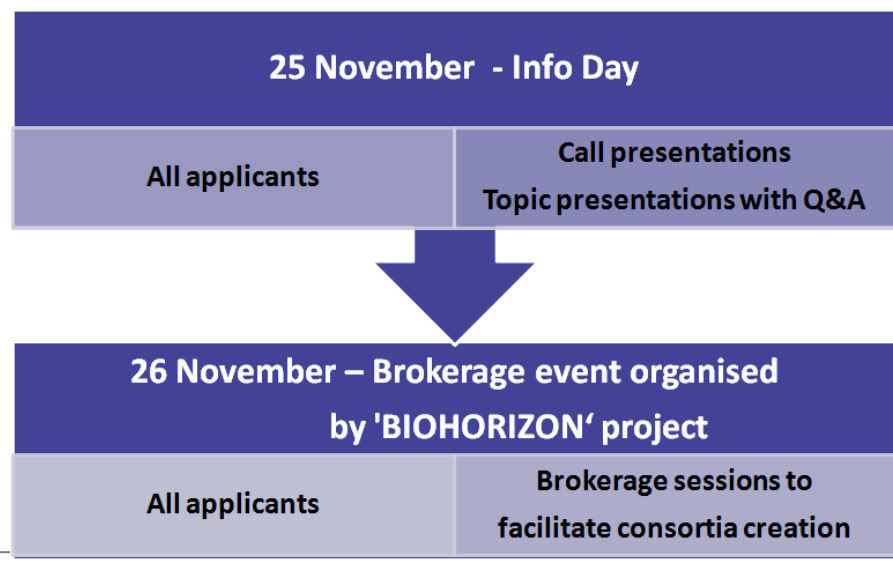 25 November - Info Day
All applicants
Call presentations
Topic presentations with Q&A
26 November – Brokerage event organised
by 'BIOHORIZON‘ project
All applicants
Brokerage sessions to
facilitate consortia creation